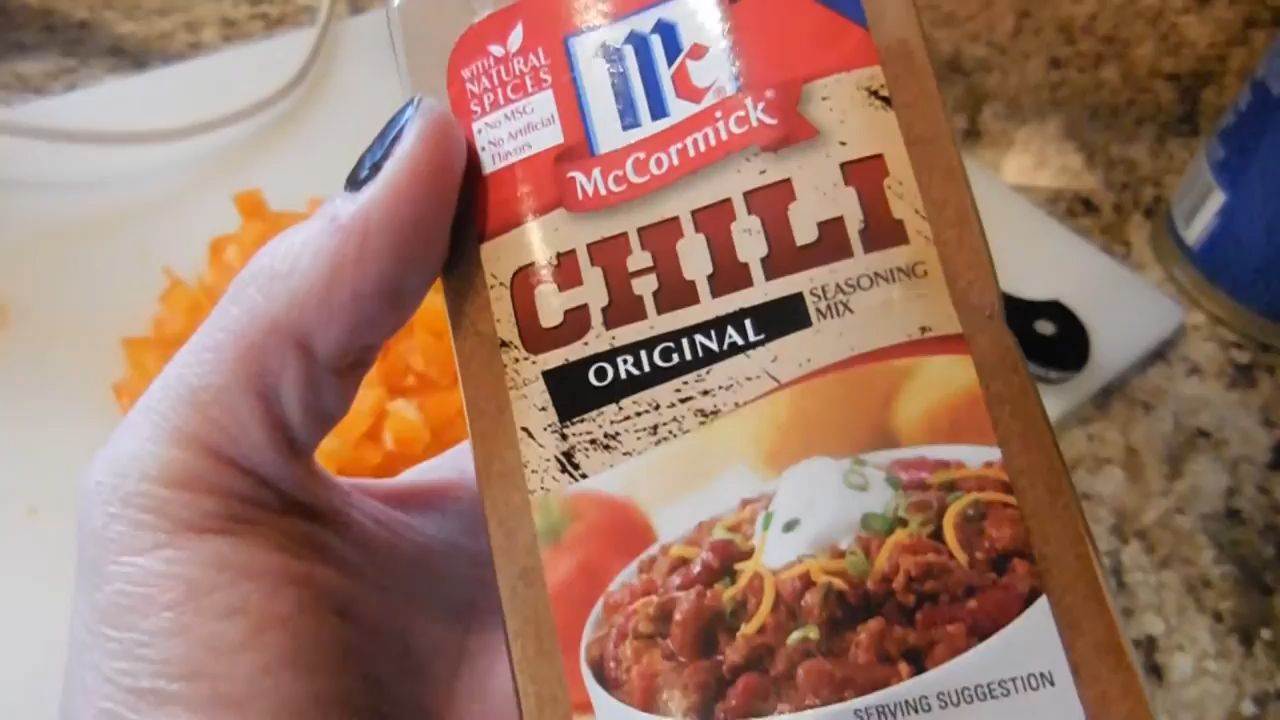 WITH
NATURAL
SPICES
• No MSG
• No Artificial
Flavors
Mc
McCormick®
CHILI
ORIGINAL
SEASONING
MIX
SERVING SUGGESTION